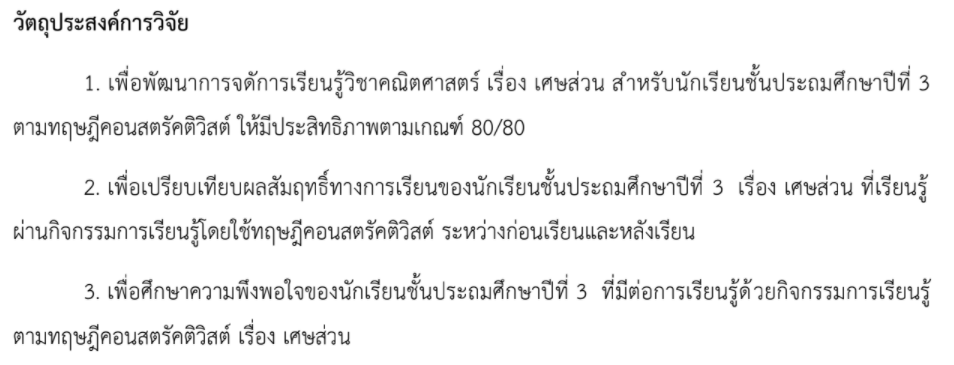 วัตถุประสงค์การวิจัย
1. เพื่อพัฒนาการจดัการเรียนรู้วิชาคณิตศาสตร์ เรื่อง เศษส่วน สำหรับนักเรียนชั้นประถมศึกษาปีที่ 3
ตามทฤษฎีคอนสตรัคติวิสต์ ให้มีประสิทธิภาพตามเกณฑ์ 80/80
2. เพื่อเปรียบเทียบผลสัมฤทธิ์ทางการเรียนของนักเรียนชั้นประถมศึกษาปีที่ 3 เรื่อง เศษส่วน ที่เรียนรู้
ผ่านกิจกรรมการเรียนรู้โดยใช้ทฤษฎีคอนสตรัคติวิสต์ ระหว่างก่อนเรียนและหลังเรียน
3. เพื่อศึกษาความพึงพอใจของนักเรียนชั้นประถมศึกษาปีที่ 3 ที่มีต่อการเรียนรู้ด้วยกิจกรรมการเรียนรู้
ตามทฤษฎีคอนสตรัคติวิสต์ เรื่อง เศษส่วน